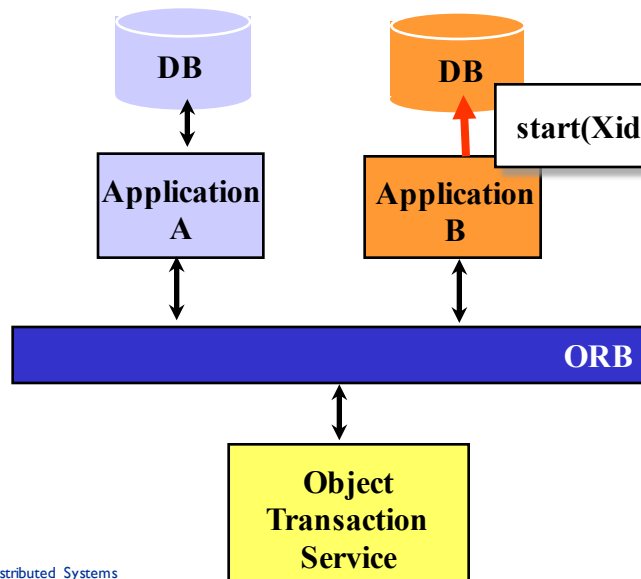 DB
DB
start(Xid
Application
A
Application
B
ORB
Object
Transaction
Service
stributed Systems